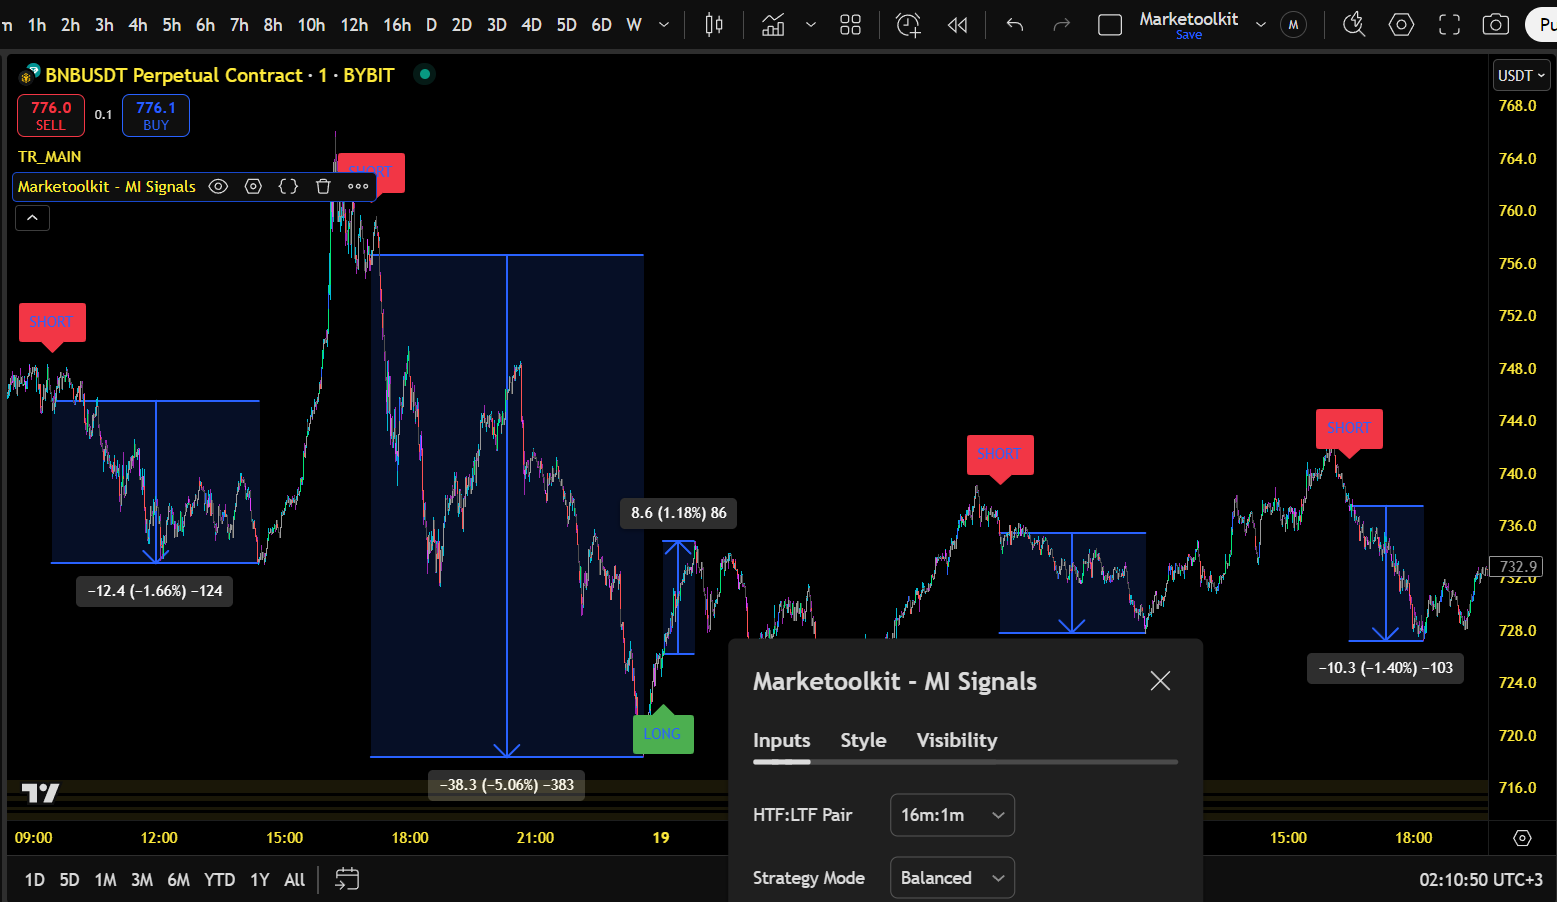 m 1h 2h 3h 4h 5h 6h 7h 8h 10h 12h 16h D 2D 3D 4D 5D 6D W
Marketoolkit
Save
M
Pu
BNBUSDT Perpetual Contract · 1 · BYBIT
USDT
776.0
SELL
0.1
776.1
BUY
TR_MAIN
Marketoolkit - MI Signals
SHORT
SHORT
SHORT
SHORT
LONG
8.6 (1.18%) 86
−12.4 (−1.66%) −124
−10.3 (−1.40%) −103
−38.3 (−5.06%) −383
768.0
764.0
760.0
756.0
752.0
748.0
744.0
740.0
736.0
732.9
732.0
728.0
724.0
720.0
716.0
Marketoolkit - MI Signals
Inputs Style Visibility
HTF:LTF Pair 16m:1m
Strategy Mode Balanced
09:00 12:00 15:00 18:00 21:00 19 15:00 18:00
1D 5D 1M 3M 6M YTD 1Y All
02:10:50 UTC+3